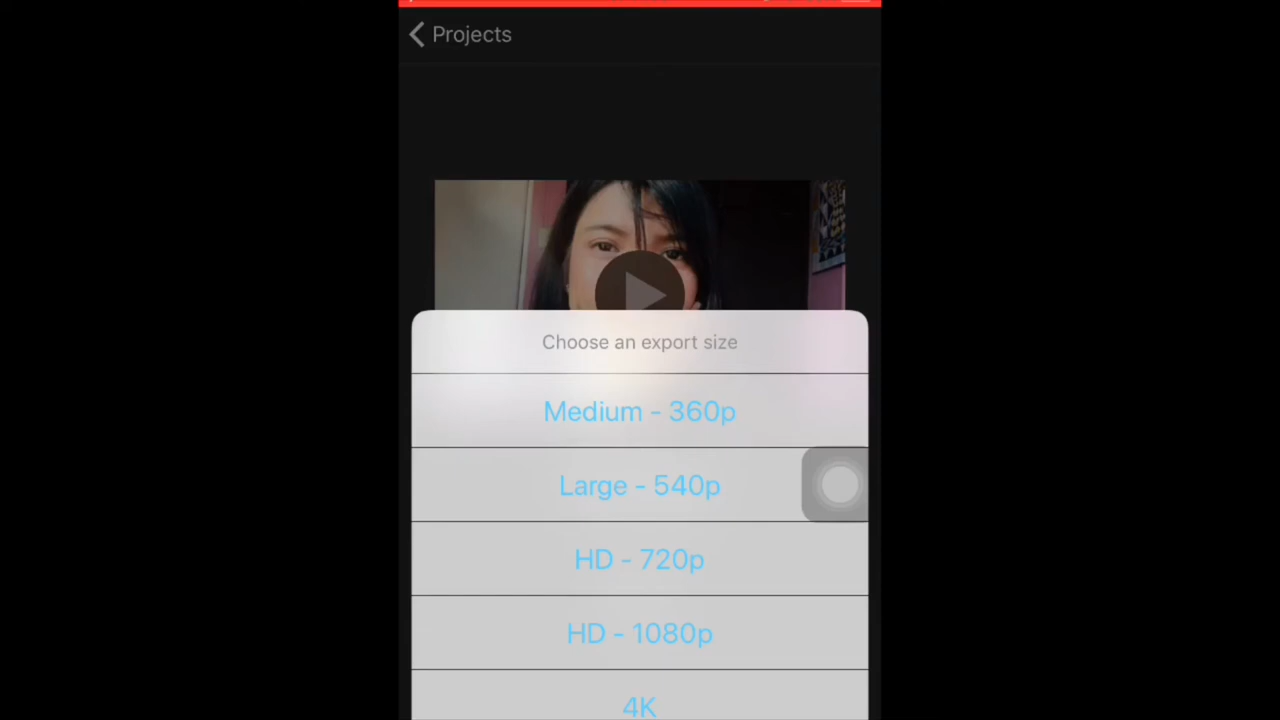 Projects
Choose an export size
Medium - 360p
Large - 540p
HD - 720p
HD - 1080p
4K